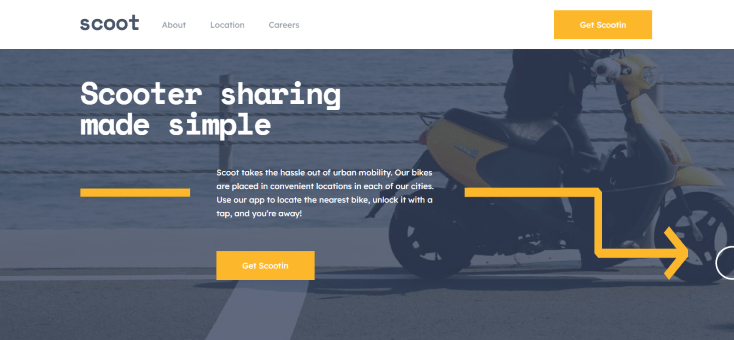 scoot
About
Location
Careers
Get Scootin
Scooter sharing
made simple
Scoot takes the hassle out of urban mobility. Our bikes
are placed in convenient locations in each of our cities.
Use our app to locate the nearest bike, unlock it with a
tap, and you're away!
Get Scootin